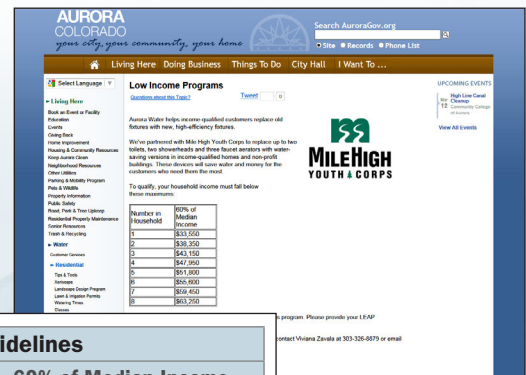 AURORA
COLORADO
your city, your community, your home
Search AuroraGov.org
Site Records Phone List
Living Here Doing Business Things To Do City Hall I Want To ...
Select Language ▼
Living Here
Book an Event or Facility
Education
Events
Giving Back
Home Improvement
Housing & Community Resources
Keep Aurora Clean
Neighborhood Resources
Other Utilities
Parking & Mobility Program
Pets & Wildlife
Property Information
Public Safety
Road, Park & Tree Upkeep
Residential Property Maintenance
Senior Resources
Trash & Recycling
Water
Customer Services
Residential
Tips & Tools
Xeriscape
Landscape Design Program
Lawn & Irrigation Permits
Watering Times
Classes
Low Income Programs
Questions about this Topic?
Tweet 0
Aurora Water helps income-qualified customers replace old
fixtures with new, high-efficiency fixtures.
We've partnered with Mile High Youth Corps to replace up to two
toilets, two showerheads and three faucet aerators with water-
saving versions in income-qualified homes and non-profit
buildings. These devices will save water and money for the
customers who need them the most.
To qualify, your household income must fall below
these maximums:
Number in Household 60% of Median Income
1 $33,550
2 $38,350
3 $43,150
4 $47,950
5 $51,800
6 $55,600
7 $59,450
8 $63,250
program. Please provide your LEAP
contact Viviana Zavala at 303-326-8879 or email
MILEHIGH
YOUTH CORPS
UPCOMING EVENTS
Nov 12
High Line Canal
Cleanup
Community College
of Aurora
View All Events
idelines
60% of Median Income